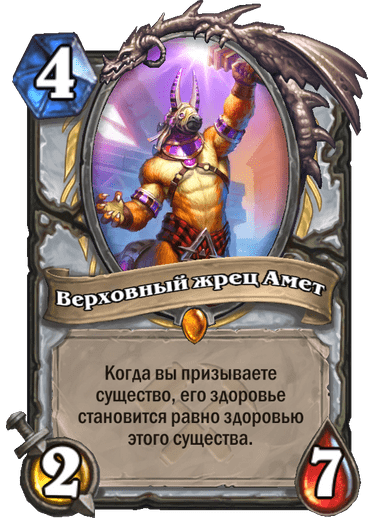 4
Верховный жрец Амет
Когда вы призываете
существо, его здоровье
становится равно здоровью
этого существа.
2
7